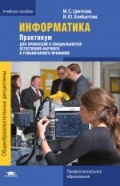 Учебное пособие
М. С. Цветкова
И. Ю. Хлобыстова
ИНФОРМАТИКА
Практикум
ДЛЯ ПРОФЕССИЙ И СПЕЦИАЛЬНОСТЕЙ
ЕСТЕСТВЕННО-НАУЧНОГО
И ГУМАНИТАРНОГО ПРОФИЛЕЙ
Общеобразовательные дисциплины
Профессиональное образование